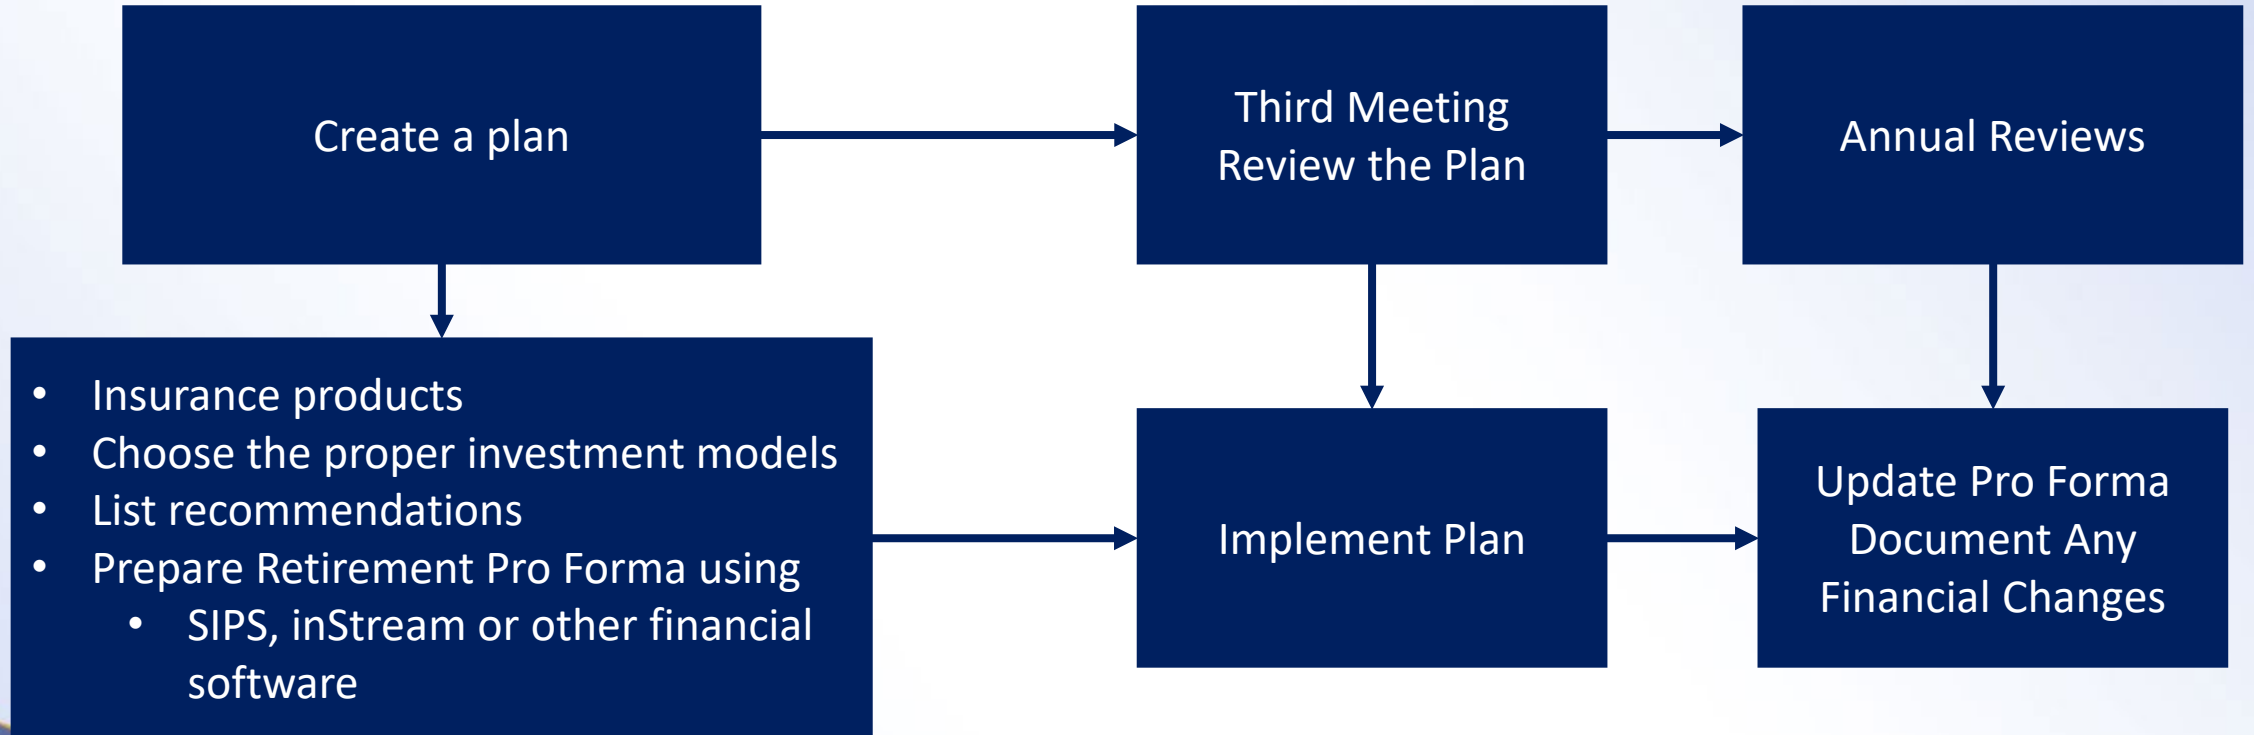 Create a plan
Third Meeting
Review the Plan
Annual Reviews
• Insurance products
• Choose the proper investment models
• List recommendations
• Prepare Retirement Pro Forma using
• SIPS, inStream or other financial
software
Implement Plan
Update Pro Forma
Document Any
Financial Changes